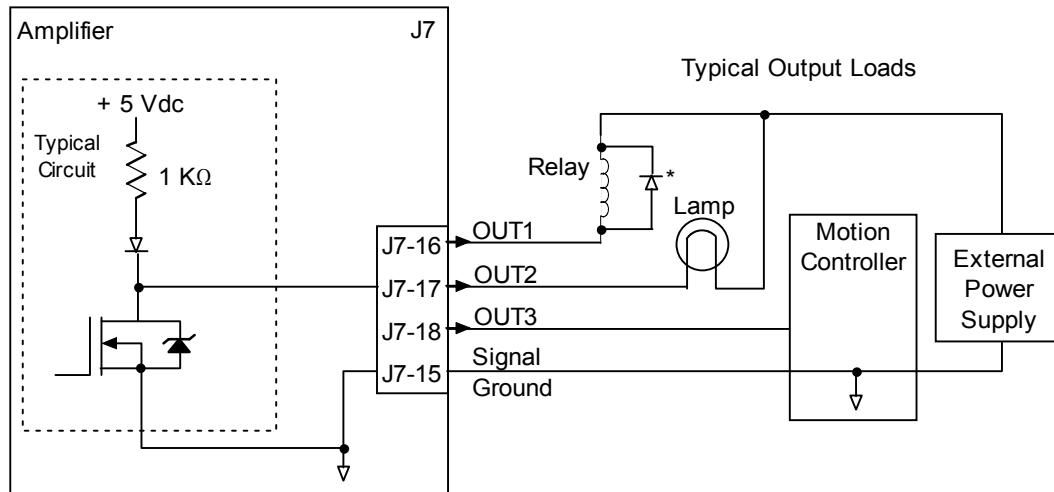 Amplifier
J7
Typical Output Loads
+ 5 Vdc
Typical
Circuit
1 KΩ
Relay
*
Lamp
J7-16
OUT1
J7-17
OUT2
J7-18
OUT3
J7-15
Signal
Ground
Motion
Controller
External
Power
Supply